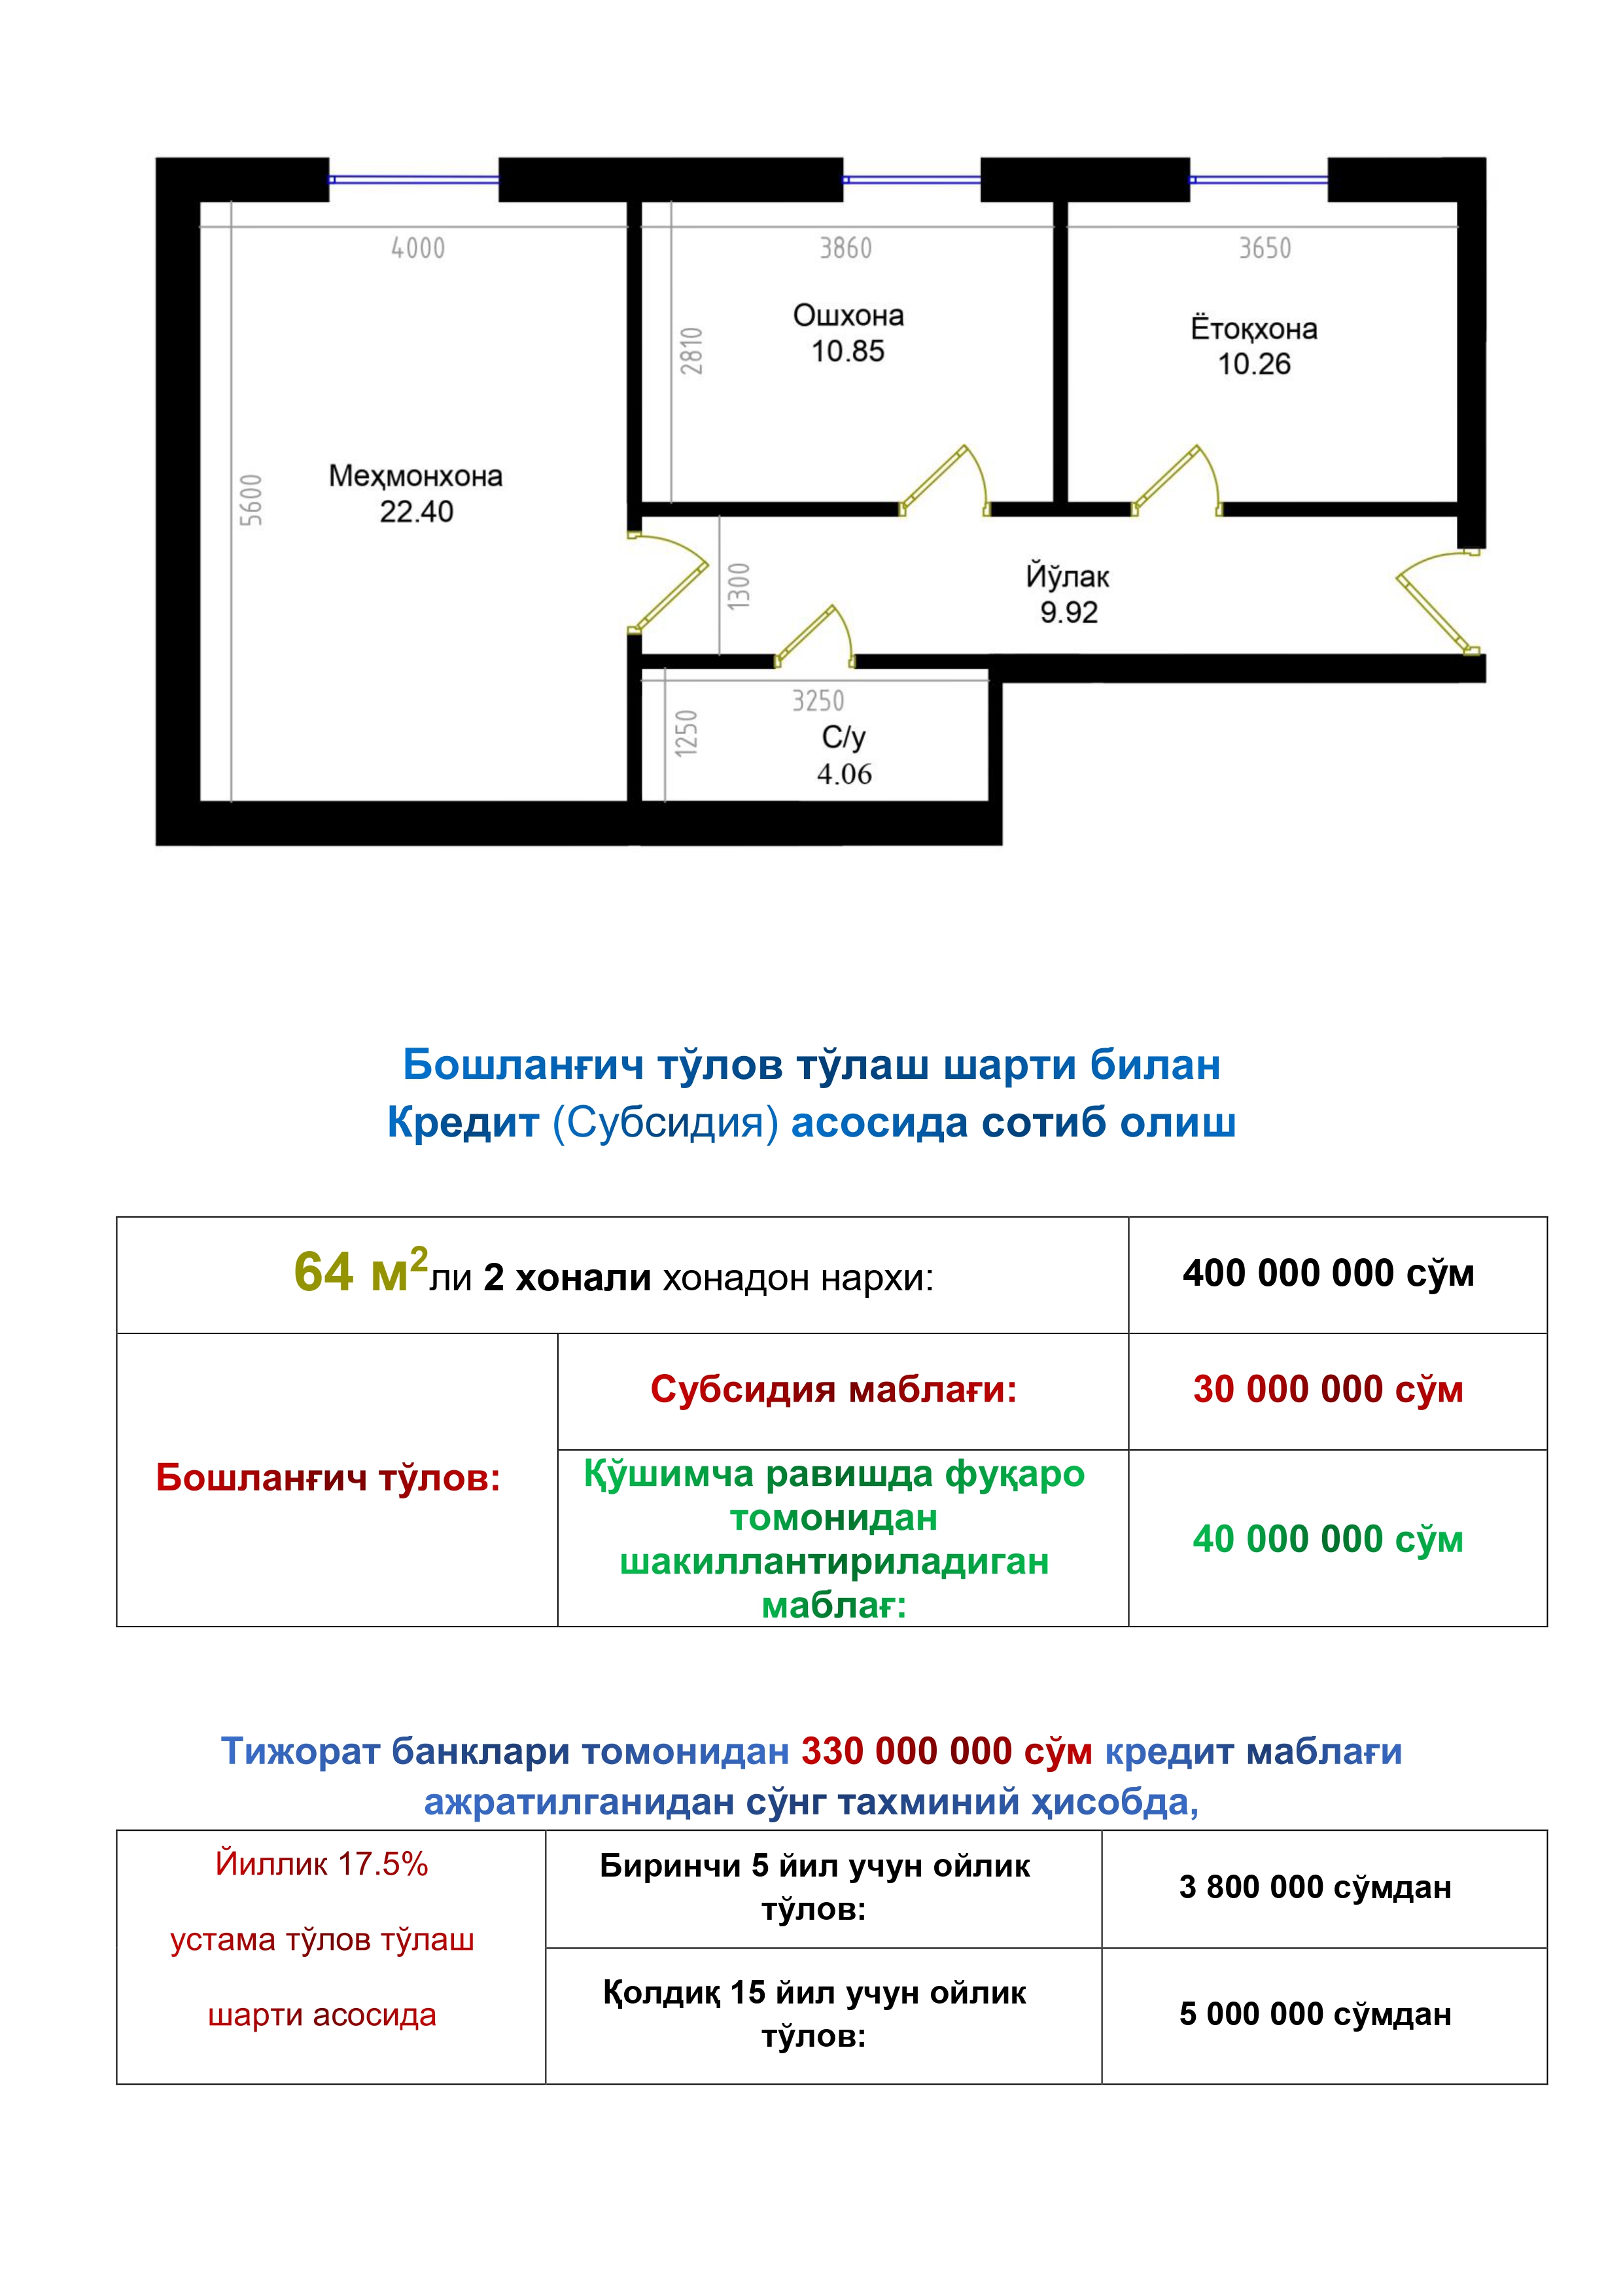 4000
3860
3650
Ошхона
10.85
Ётоқхона
10.26
2810
Меҳмонхона
22.40
5600
Йўлак
9.92
1300
3250
1250
С/у
4.06
Бошланғич тўлов тўлаш шарти билан
Кредит (Субсидия) асосида сотиб олиш
64 м²ли 2 хонали хонадон нархи:
400 000 000 сўм
Бошланғич тўлов:
Субсидия маблағи:
30 000 000 сўм
Қўшимча равишда фуқаро
томонидан
шакиллантириладиган
маблағ:
40 000 000 сўм
Тижорат банклари томонидан 330 000 000 сўм кредит маблағи
ажратилганидан сўнг тахминий ҳисобда,
Йиллик 17.5%
устама тўлов тўлаш
шарти асосида
Биринчи 5 йил учун ойлик
тўлов:
3 800 000 сўмдан
Қолдиқ 15 йил учун ойлик
тўлов:
5 000 000 сўмдан